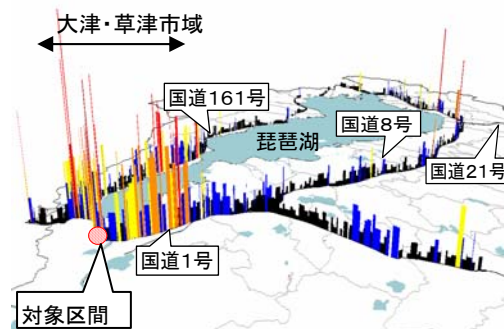 大津・草津市域
国道161号
琵琶湖
国道8号
国道21号
国道1号
対象区間